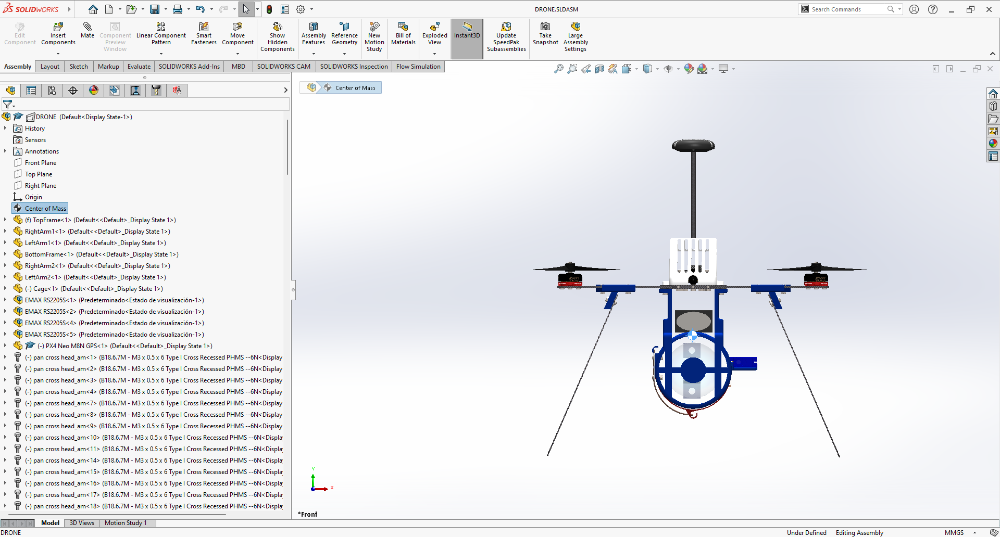 SOLIDWORKS
DRONE.SLDASM
Search Commands
Edit Component
Insert Components
Mate
Component Preview Window
Linear Component Pattern
Smart Fasteners
Move Component
Show Hidden Components
Assembly Features
Reference Geometry
New Motion Study
Bill of Materials
Exploded View
Instant3D
Update SpeedPak Subassemblies
Take Snapshot
Large Assembly Settings
Assembly
Layout
Sketch
Markup
Evaluate
SOLIDWORKS Add-Ins
MBD
SOLIDWORKS CAM
SOLIDWORKS Inspection
Flow Simulation
Center of Mass
DRONE (Default<Display State-1>)
History
Sensors
Annotations
Front Plane
Top Plane
Right Plane
Origin
Center of Mass
(f) TopFrame<1> (Default<<Default>_Display State 1>)
RightArm1<1> (Default<<Default>_Display State 1>)
LeftArm1<1> (Default<<Default>_Display State 1>)
BottomFrame<1> (Default<<Default>_Display State 1>)
RightArm2<1> (Default<<Default>_Display State 1>)
LeftArm2<1> (Default<<Default>_Display State 1>)
(-) Cage<1> (Default<<Default>_Display State 1>)
EMAX RS2205S<1> (Predeterminado<Estado de visualización-1>)
EMAX RS2205S<2> (Predeterminado<Estado de visualización-1>)
EMAX RS2205S<4> (Predeterminado<Estado de visualización-1>)
EMAX RS2205S<5> (Predeterminado<Estado de visualización-1>)
(-) PX4 Neo M8N GPS<1> (Default<<Default>_Display State 1>)
(-) pan cross head_am<1> (B18.6.7M - M3 x 0.5 x 6 Type I Cross Recessed PHMS --6N<Display
(-) pan cross head_am<2> (B18.6.7M - M3 x 0.5 x 6 Type I Cross Recessed PHMS --6N<Display
(-) pan cross head_am<3> (B18.6.7M - M3 x 0.5 x 6 Type I Cross Recessed PHMS --6N<Display
(-) pan cross head_am<4> (B18.6.7M - M3 x 0.5 x 6 Type I Cross Recessed PHMS --6N<Display
(-) pan cross head_am<7> (B18.6.7M - M3 x 0.5 x 6 Type I Cross Recessed PHMS --6N<Display
(-) pan cross head_am<8> (B18.6.7M - M3 x 0.5 x 6 Type I Cross Recessed PHMS --6N<Display
(-) pan cross head_am<9> (B18.6.7M - M3 x 0.5 x 6 Type I Cross Recessed PHMS --6N<Display
(-) pan cross head_am<10> (B18.6.7M - M3 x 0.5 x 6 Type I Cross Recessed PHMS --6N<Displa
(-) pan cross head_am<11> (B18.6.7M - M3 x 0.5 x 6 Type I Cross Recessed PHMS --6N<Displa
(-) pan cross head_am<14> (B18.6.7M - M3 x 0.5 x 6 Type I Cross Recessed PHMS --6N<Displa
(-) pan cross head_am<15> (B18.6.7M - M3 x 0.5 x 6 Type I Cross Recessed PHMS --6N<Displa
(-) pan cross head_am<16> (B18.6.7M - M3 x 0.5 x 6 Type I Cross Recessed PHMS --6N<Displa
(-) pan cross head_am<17> (B18.6.7M - M3 x 0.5 x 6 Type I Cross Recessed PHMS --6N<Displa
(-) pan cross head_am<18> (B18.6.7M - M3 x 0.5 x 6 Type I Cross Recessed PHMS --6N<Displa
Y
X
*Front
Model
3D Views
Motion Study 1
DRONE
Under Defined
Editing Assembly
MMGS